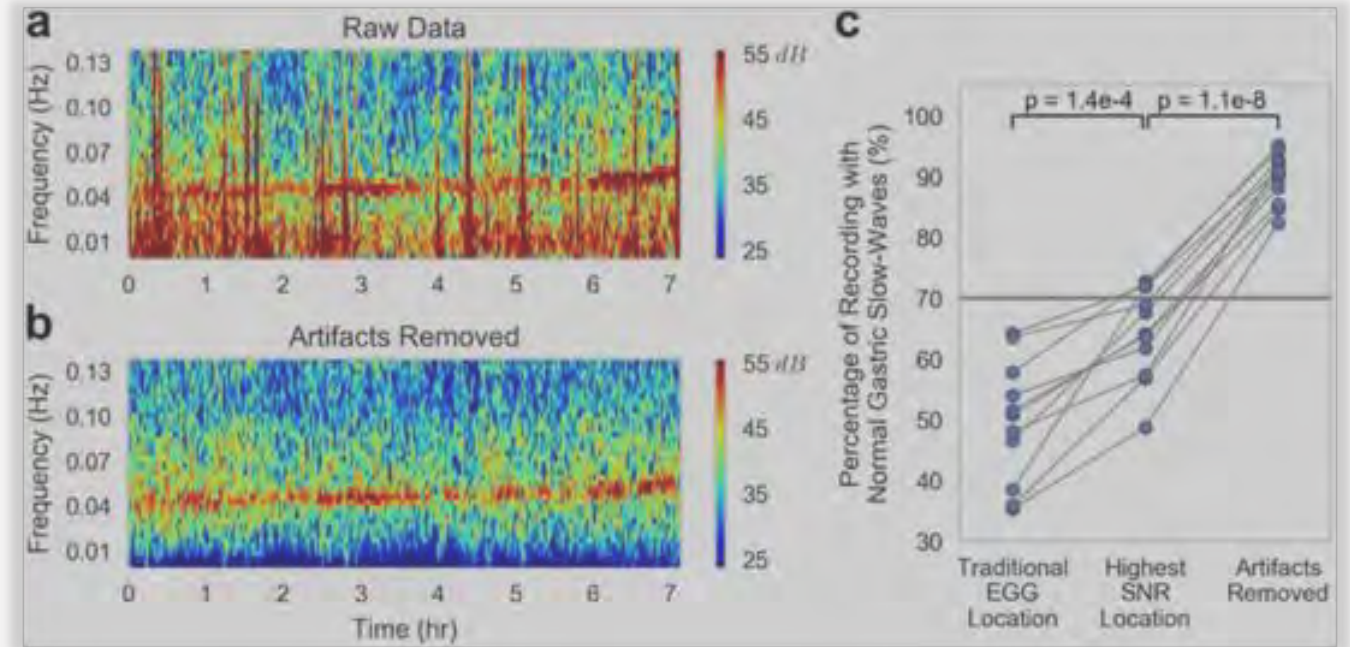 a
Raw Data
Frequency (Hz)
0.13
0.10
0.07
0.04
0.01
0 1 2 3 4 5 6 7
55 dB
45
35
25
b
Artifacts Removed
Frequency (Hz)
0.13
0.10
0.07
0.04
0.01
0 1 2 3 4 5 6 7
Time (hr)
55 dB
45
35
25
c
p = 1.4e-4 p = 1.1e-8
Percentage of Recording with
Normal Gastric Slow-Waves (%)
100
90
80
70
60
50
40
30
Traditional
EGG
Location
Highest
SNR
Location
Artifacts
Removed